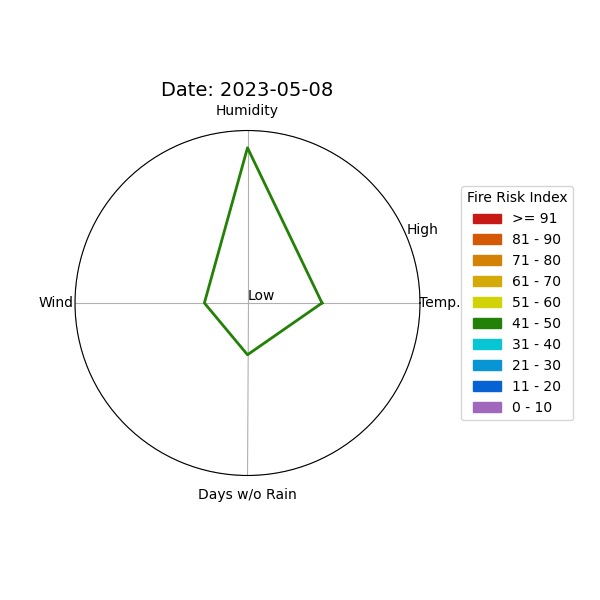 Date: 2023-05-08
Humidity
High
Low
Wind
Temp.
Days w/o Rain
Fire Risk Index
>= 91
81 - 90
71 - 80
61 - 70
51 - 60
41 - 50
31 - 40
21 - 30
11 - 20
0 - 10